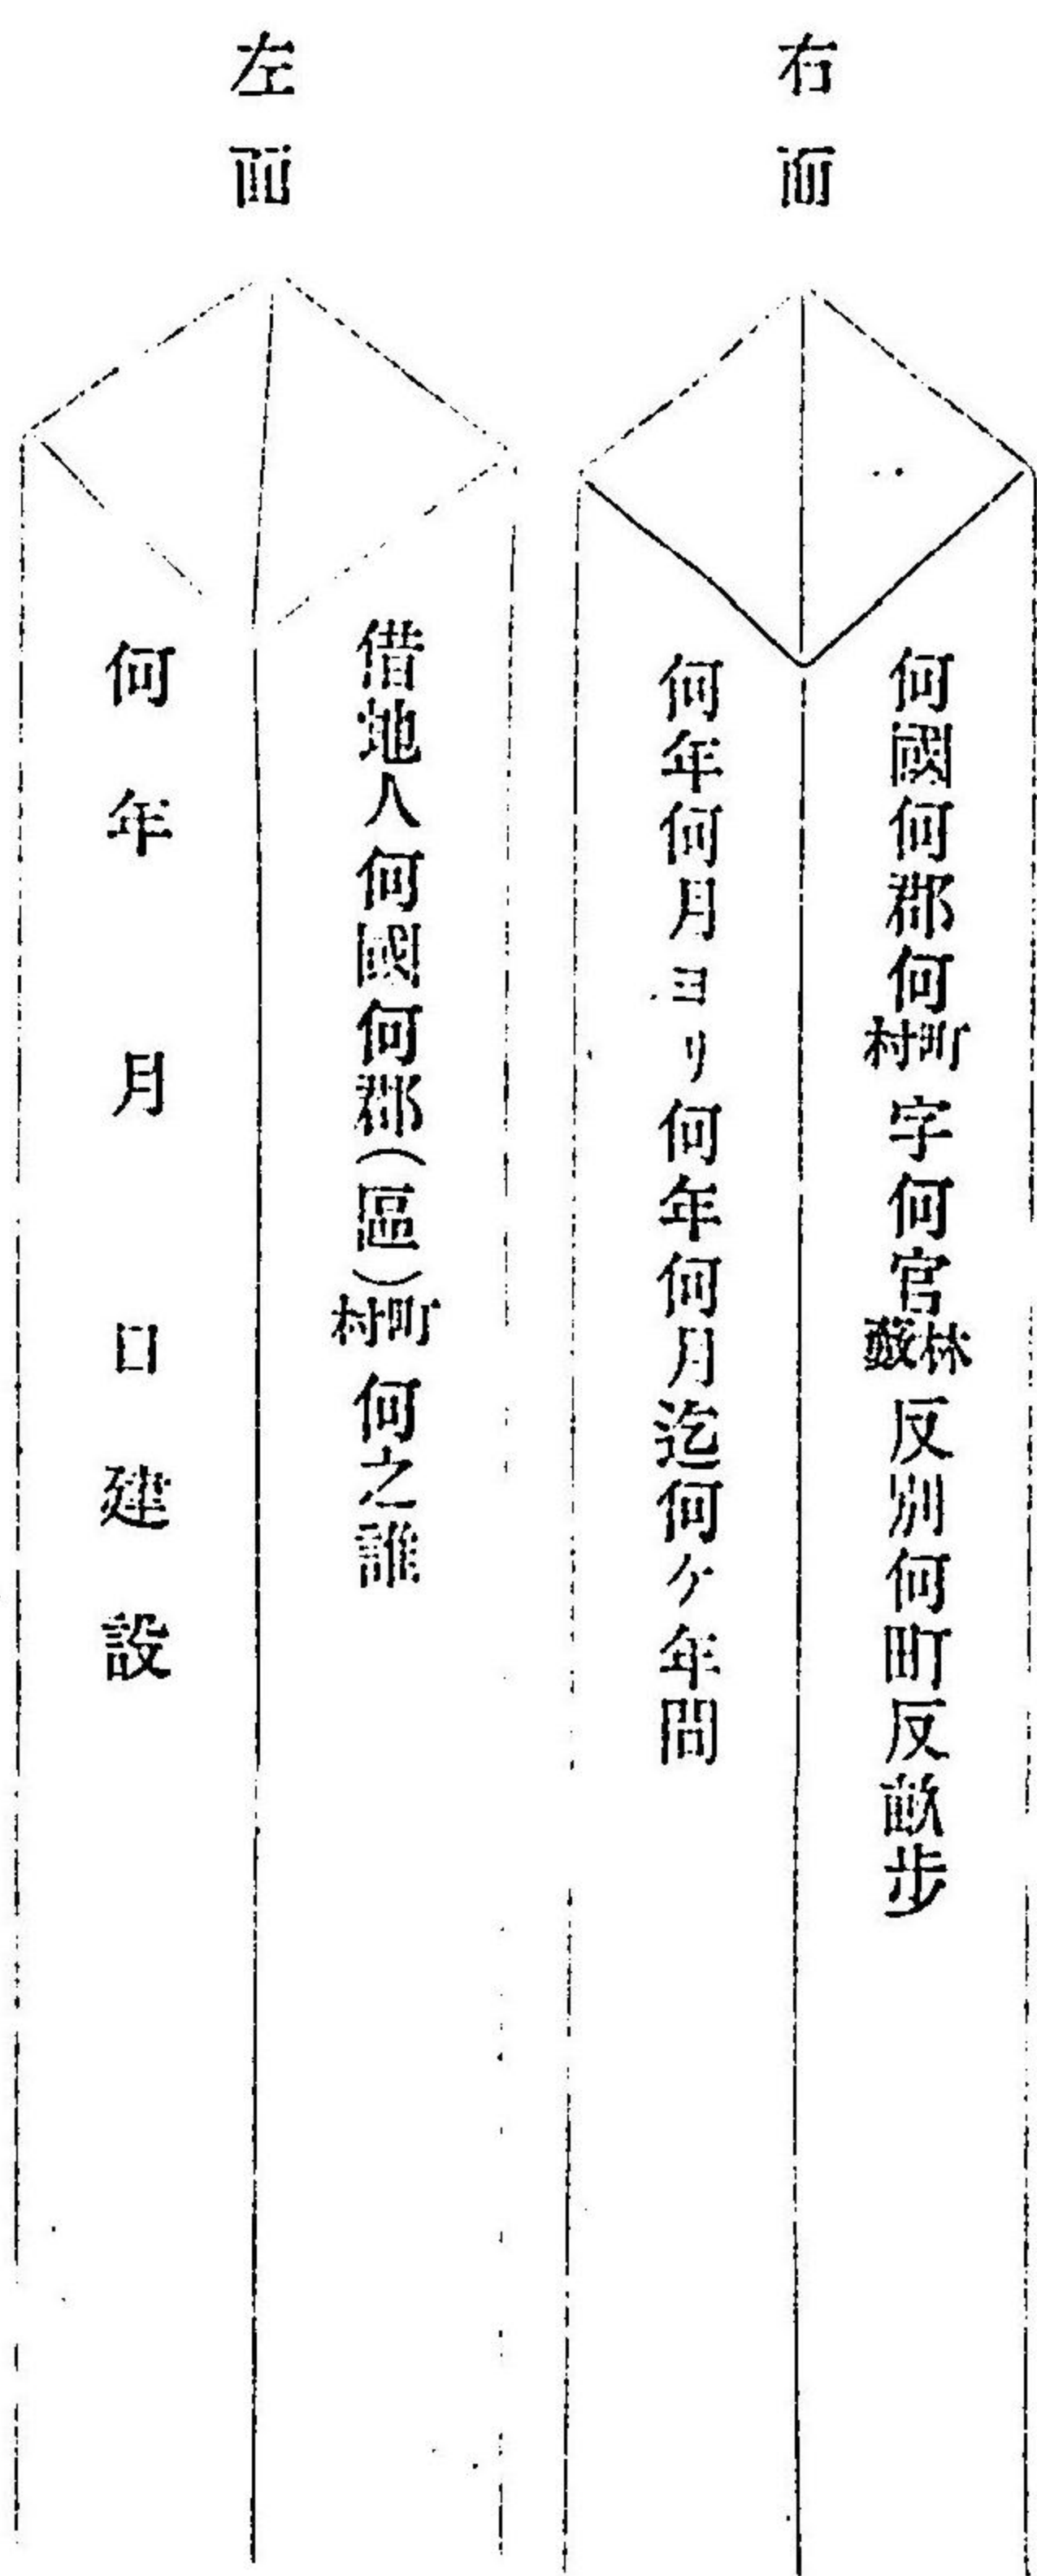 右面
何國何郡何町村字何官林藪反別何町反畝步
何年何月ヨリ何年何月迄何ケ年間
左面
借地人何國何郡(區)町村何之誰
何年月日建設